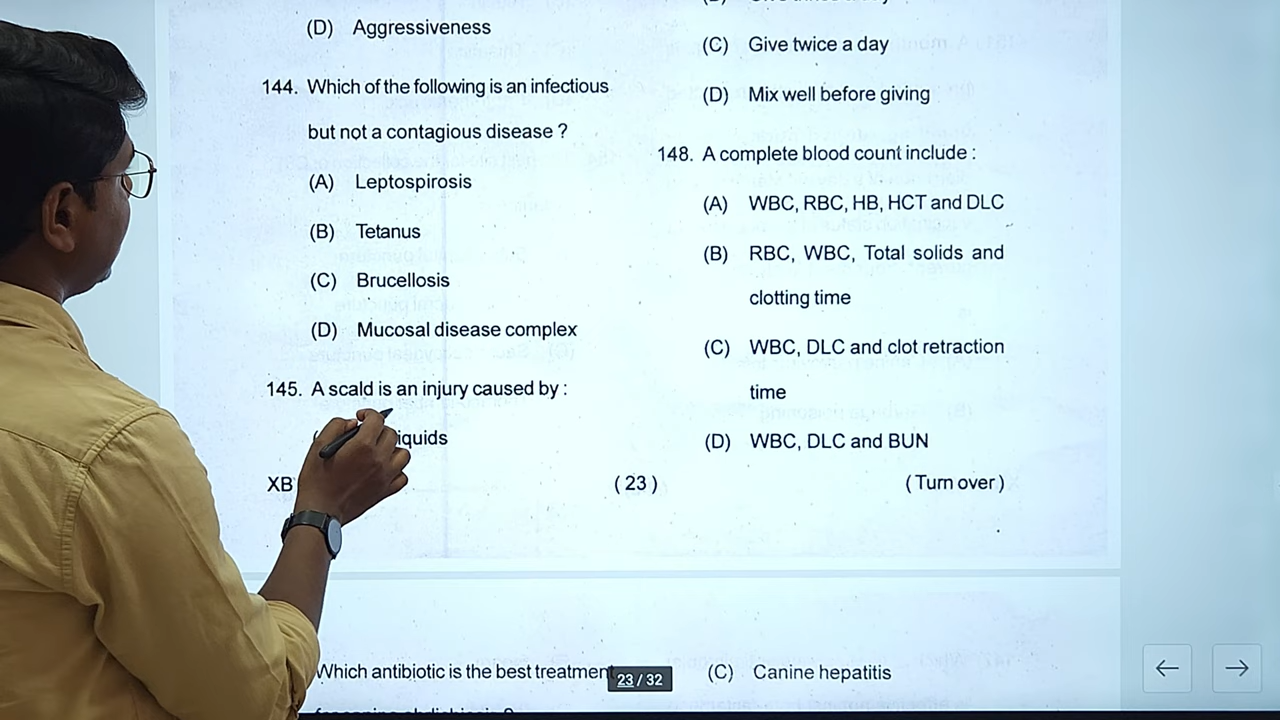 (D) Aggressiveness
144. Which of the following is an infectious
but not a contagious disease ?
(A) Leptospirosis
(B) Tetanus
(C) Brucellosis
(D) Mucosal disease complex
145. A scald is an injury caused by :
XB
(C) Give twice a day
(D) Mix well before giving
148. A complete blood count include :
(A) WBC, RBC, HB, HCT and DLC
(B) RBC, WBC, Total solids and
clotting time
(C) WBC, DLC and clot retraction
time
(D) WBC, DLC and BUN
( 23 )
( Turn over )
Which antibiotic is the best treatment
(C) Canine hepatitis
23 / 32